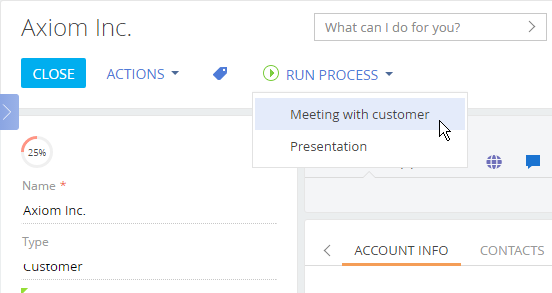 Axiom Inc.
What can I do for you?
CLOSE
ACTIONS
RUN PROCESS
Meeting with customer
Presentation
25%
Name *
Axiom Inc.
Type
Customer
ACCOUNT INFO
CONTACTS